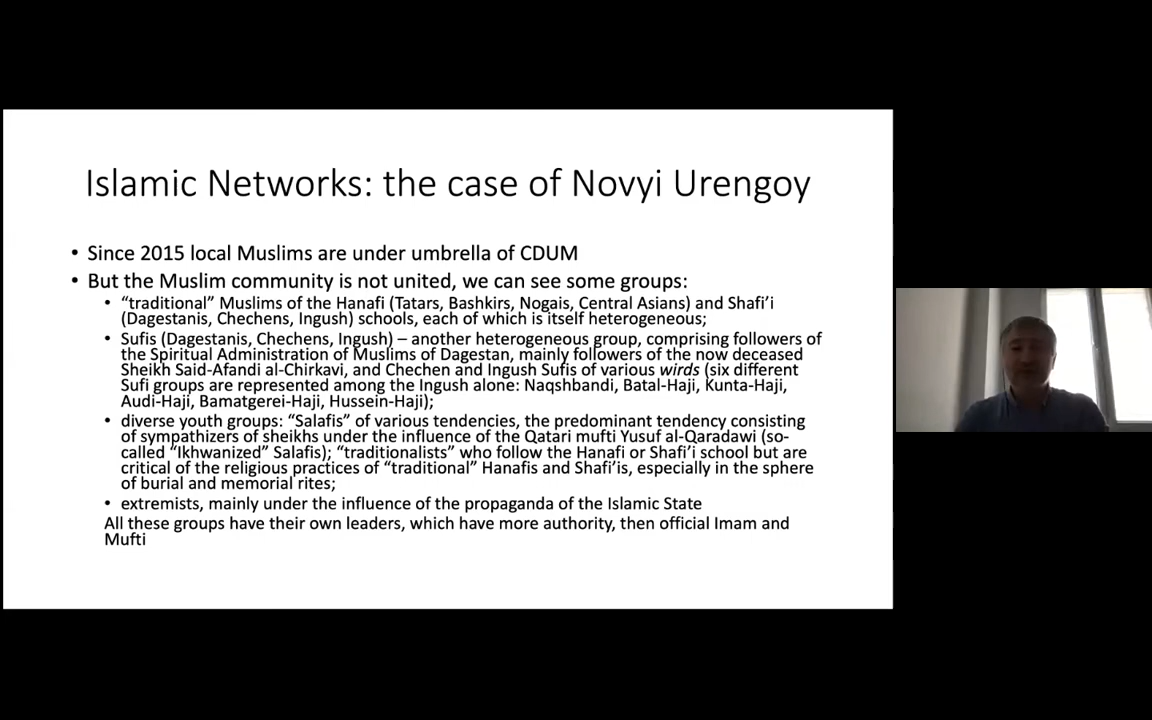 Islamic Networks: the case of Novyi Urengoy
• Since 2015 local Muslims are under umbrella of CDUM
• But the Muslim community is not united, we can see some groups:
• “traditional” Muslims of the Hanafi (Tatars, Bashkirs, Nogais, Central Asians) and Shafi’i
(Dagestanis, Chechens, Ingush) schools, each of which is itself heterogeneous;
• Sufis (Dagestanis, Chechens, Ingush) – another heterogeneous group, comprising followers of
the Spiritual Administration of Muslims of Dagestan, mainly followers of the now deceased
Sheikh Said-Afandi al-Chirkavi, and Chechen and Ingush Sufis of various wirds (six different
Sufi groups are represented among the Ingush alone: Naqshbandi, Batal-Haji, Kunta-Haji,
Audi-Haji, Bamatgerei-Haji, Hussein-Haji);
• diverse youth groups: “Salafis” of various tendencies, the predominant tendency consisting
of sympathizers of sheikhs under the influence of the Qatari mufti Yusuf al-Qaradawi (so-
called “Ikhwanized” Salafis); “traditionalists” who follow the Hanafi or Shafi’i school but are
critical of the religious practices of “traditional” Hanafis and Shafi’is, especially in the sphere
of burial and memorial rites;
• extremists, mainly under the influence of the propaganda of the Islamic State
All these groups have their own leaders, which have more authority, then official Imam and
Mufti